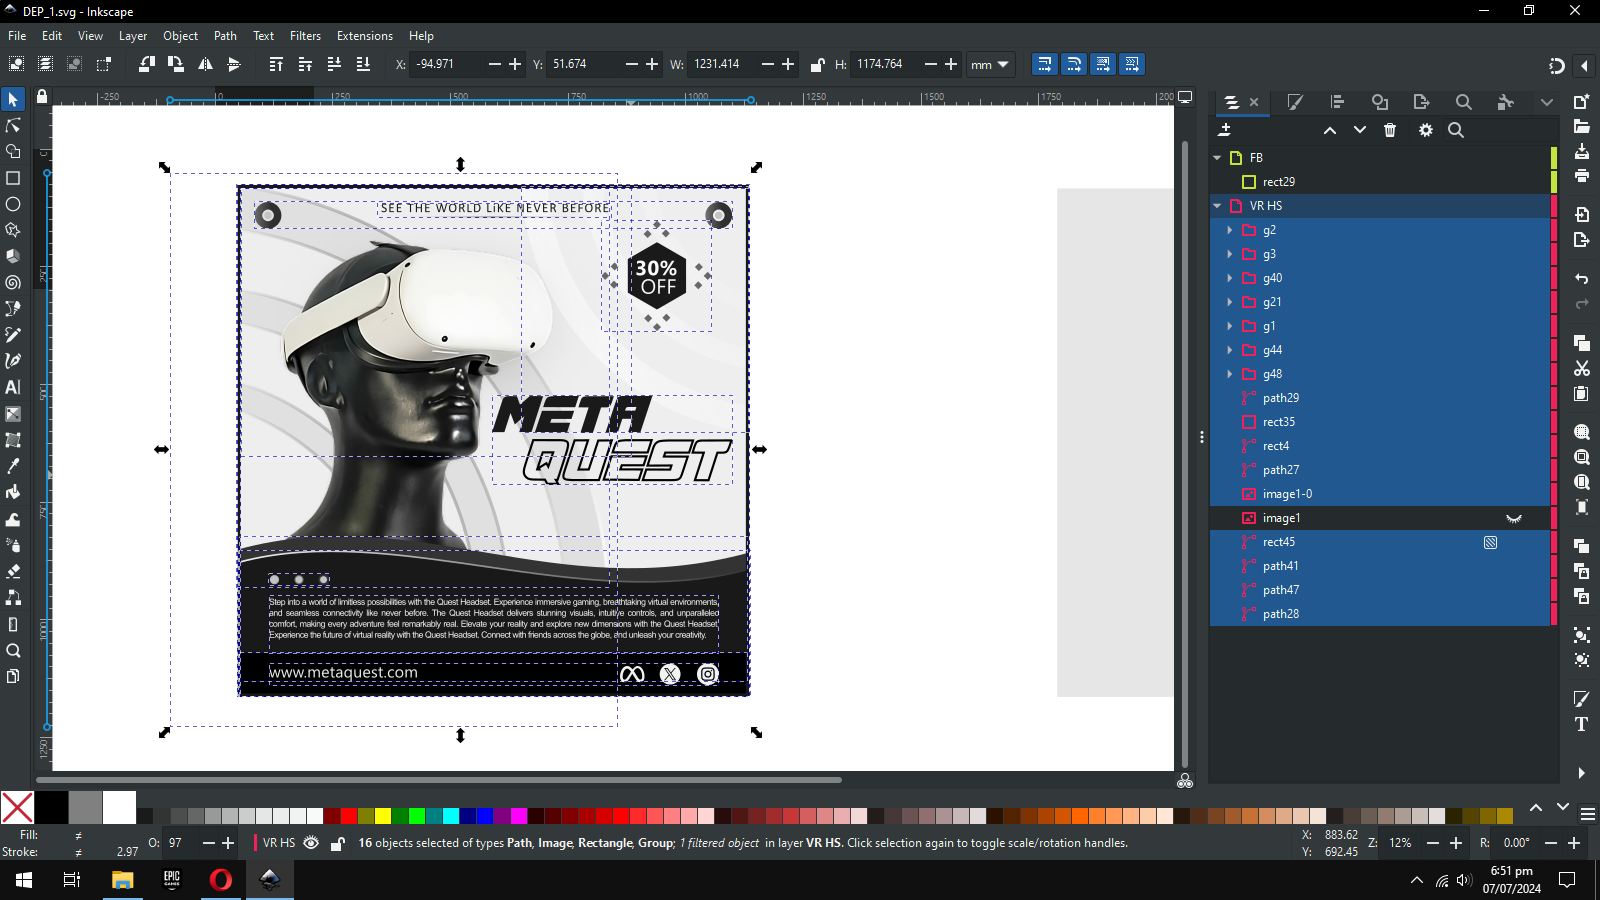 DEP_1.svg - Inkscape
File Edit View Layer Object Path Text Filters Extensions Help
X: -94.971 Y: 51.674 W: 1231.414 H: 1174.764 mm
-250 0 250 500 750 1000 1250 1500 1750 200
FB
rect29
VR HS
g2
g3
g40
g21
g1
g44
g48
path29
rect35
rect4
path27
image1-0
image1
rect45
path41
path47
path28
0
250
500
750
1000
1250
SEE THE WORLD LiKE NEVER BEFORE
30%
OFF
META
QUEST
Step into a world of limitless possibilities with the Quest Headset. Experience immersive gaming, breathtaking virtual environments,
and seamless connectivity like never before. The Quest Headset delivers stunning visuals, intuitive controls, and unparalleled
comfort, making every adventure feel remarkably real. Elevate your reality and explore new dimensions with the Quest Headset
Experience the future of virtual reality with the Quest Headset. Connect with friends across the globe, and unleash your creativity.
www.metaquest.com
Fill: ≠
Stroke: ≠ 2.97
O: 97
VR HS
16 objects selected of types Path, Image, Rectangle, Group; 1 filtered object in layer VR HS. Click selection again to toggle scale/rotation handles.
X: 883.62
Y: 692.45
Z: 12% R: 0.00°
EPIC
GAMES
6:51 pm
07/07/2024